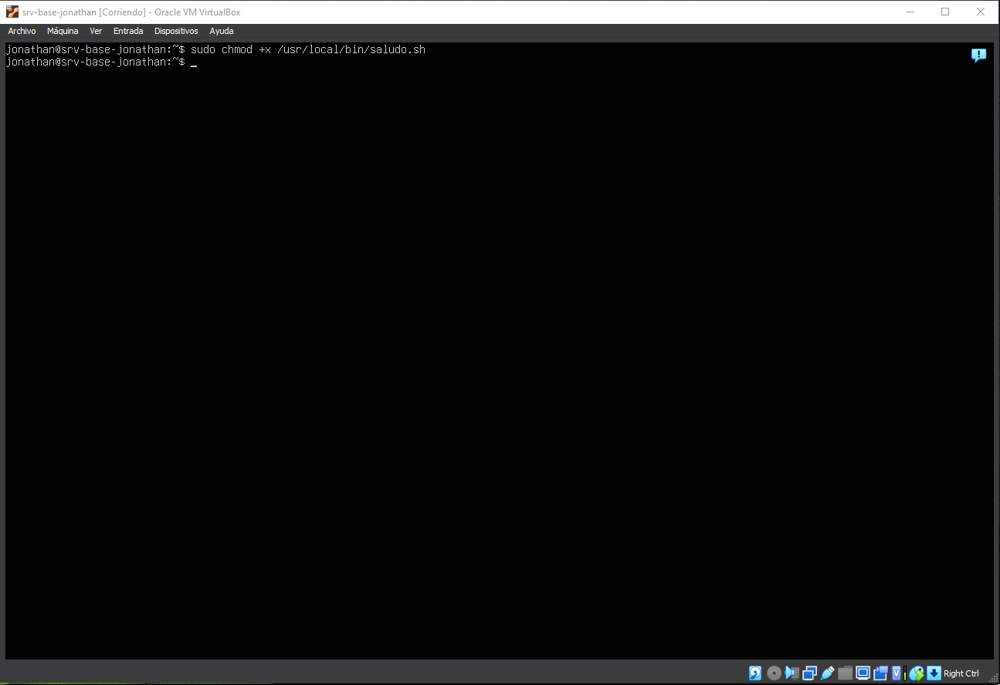 srv-base-jonathan [Corriendo] - Oracle VM VirtualBox
Archivo Máquina Ver Entrada Dispositivos Ayuda
jonathan@srv-base-jonathan:~$ sudo chmod +x /usr/local/bin/saludo.sh
jonathan@srv-base-jonathan:~$ _
Right Ctrl